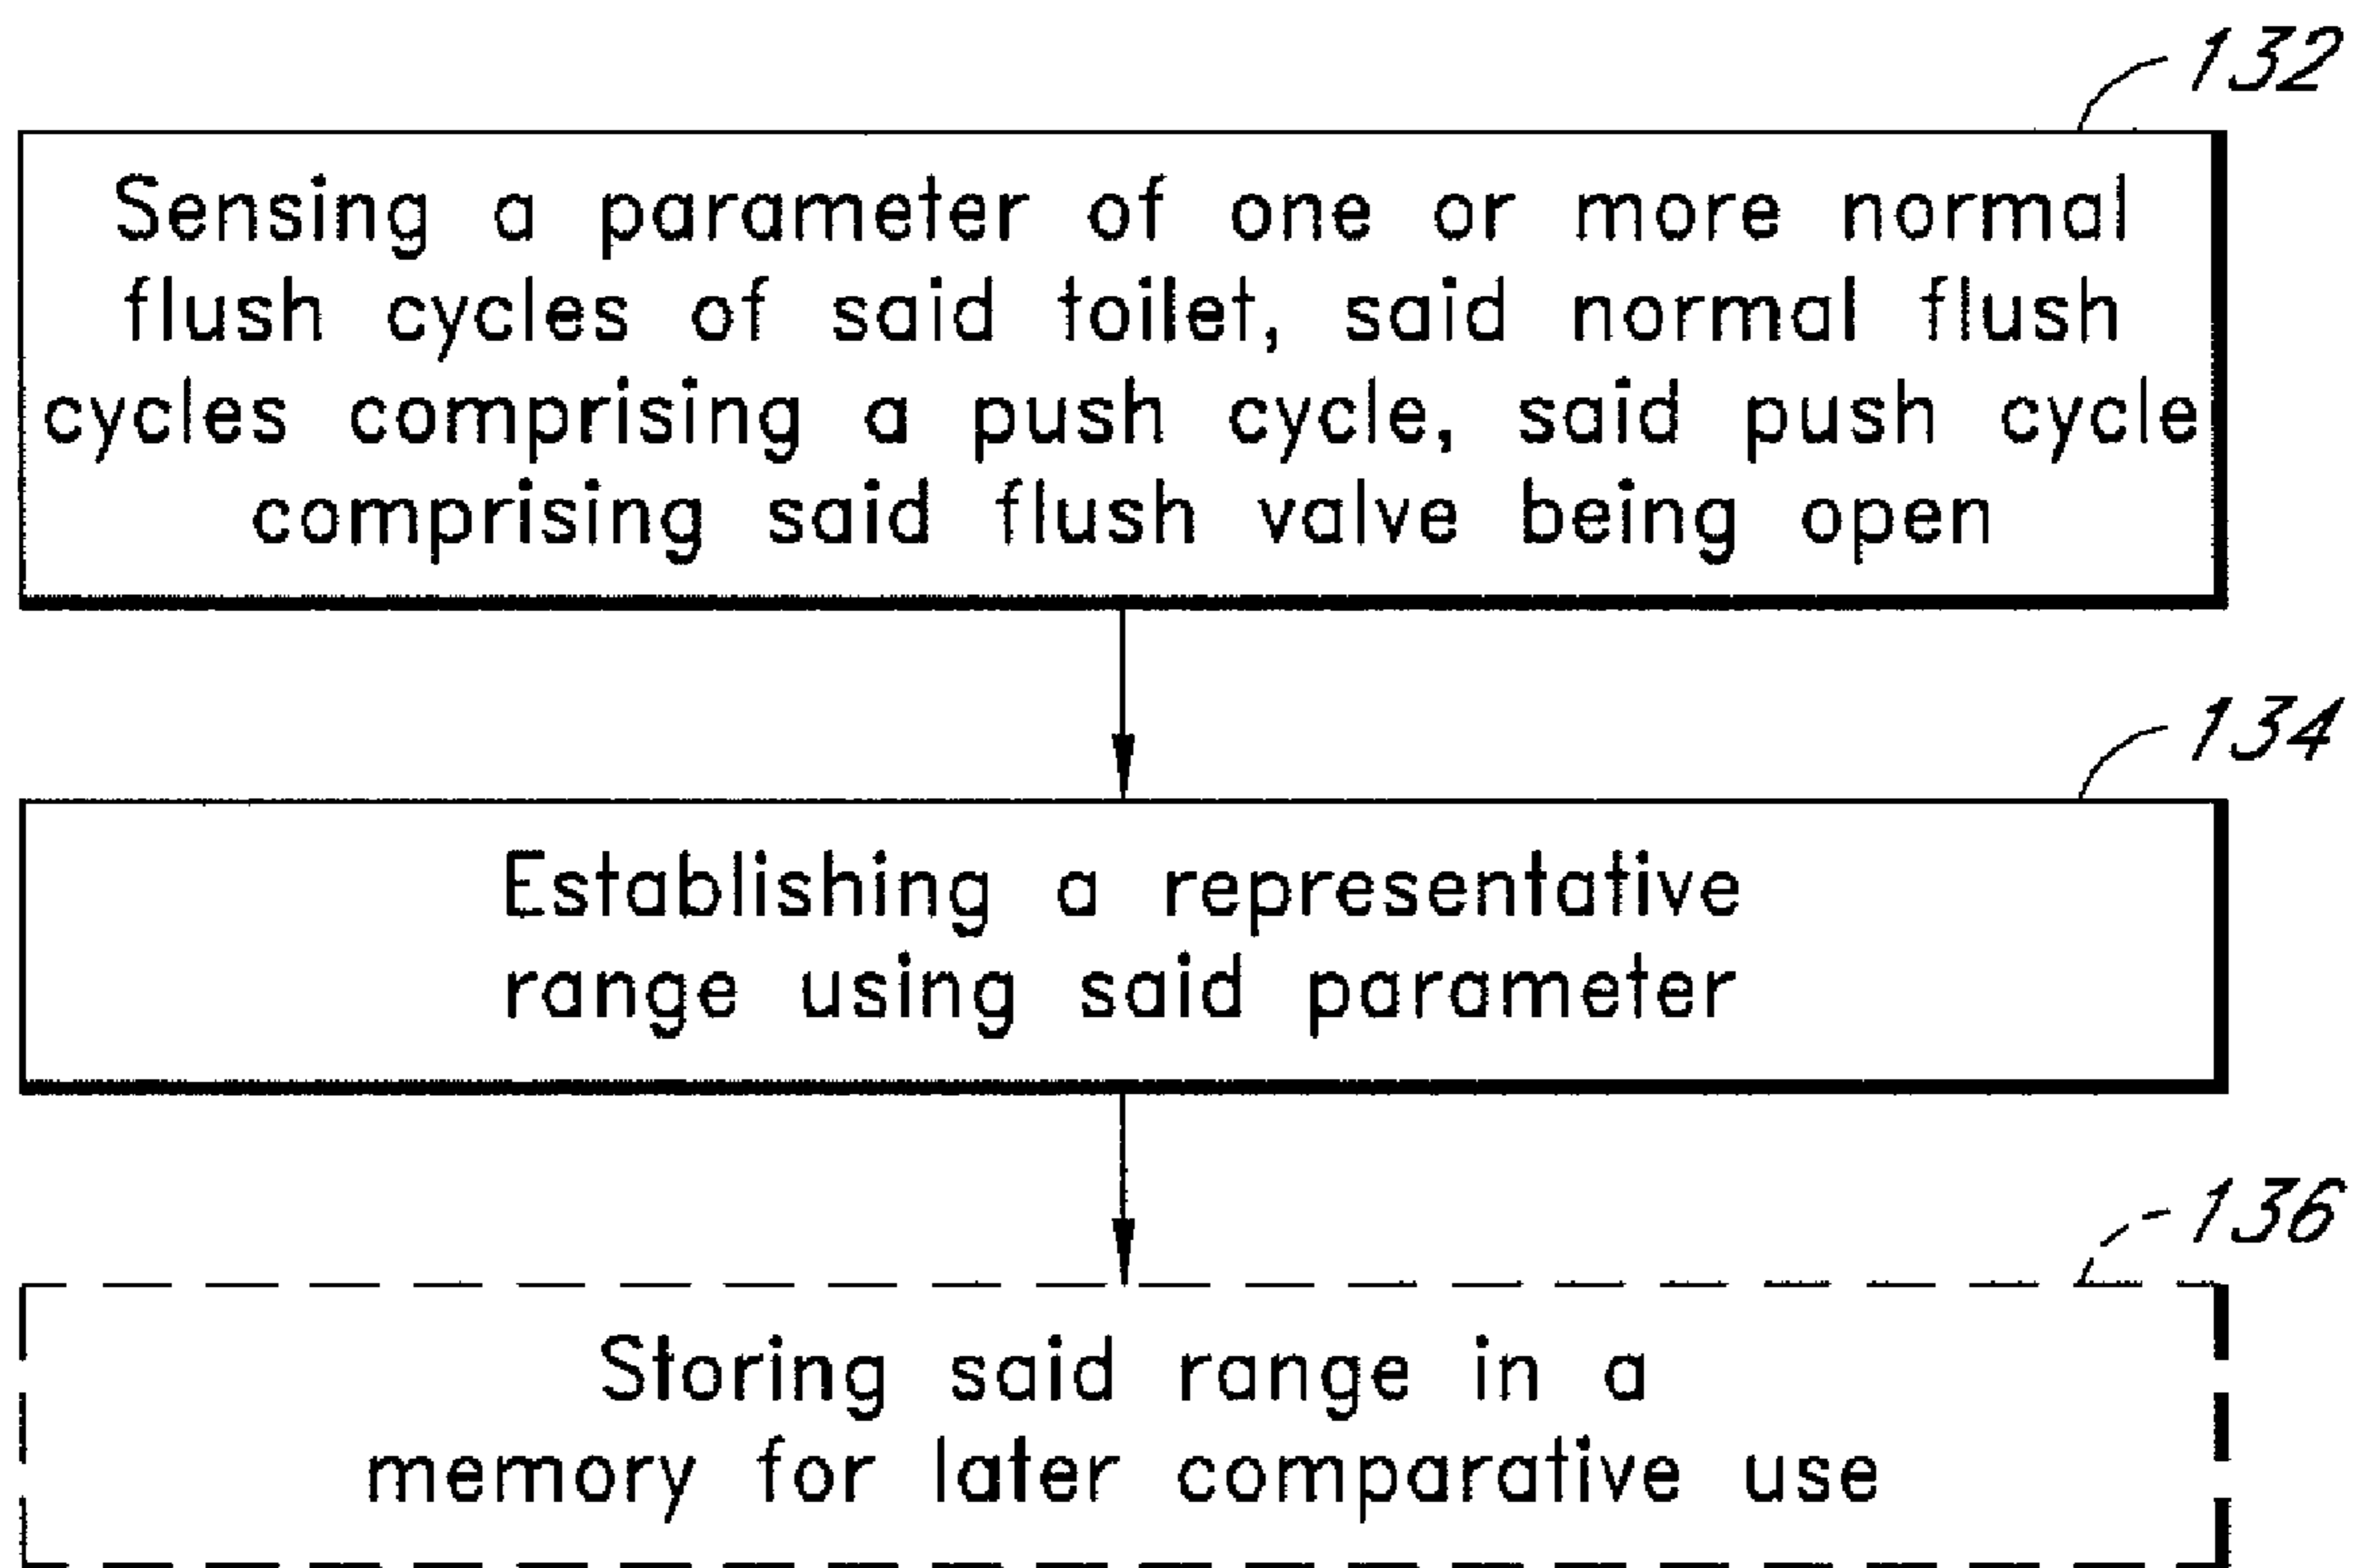 132
Sensing a parameter of one or more normal
flush cycles of said toilet, said normal flush
cycles comprising a push cycle, said push cycle
comprising said flush valve being open
134
Establishing a representative
range using said parameter
136
Storing said range in a
memory for later comparative use